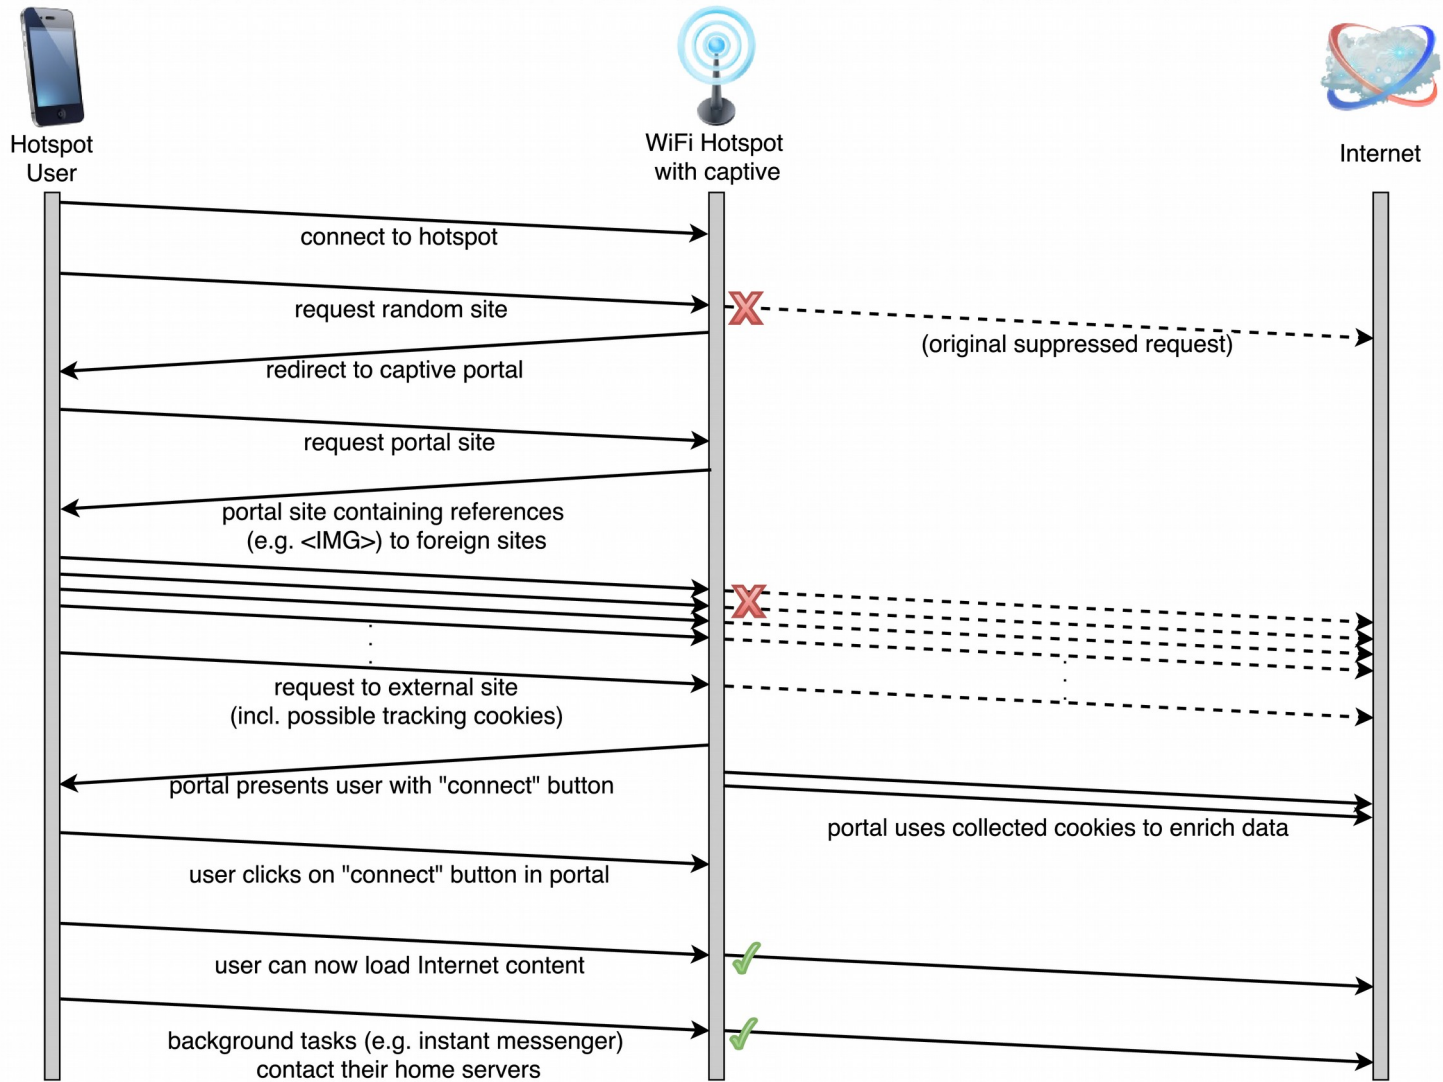 Hotspot
User
WiFi Hotspot
with captive
Internet
connect to hotspot
request random site
(original suppressed request)
redirect to captive portal
request portal site
portal site containing references
(e.g. <IMG>) to foreign sites
request to external site
(incl. possible tracking cookies)
portal presents user with "connect" button
portal uses collected cookies to enrich data
user clicks on "connect" button in portal
user can now load Internet content
background tasks (e.g. instant messenger)
contact their home servers